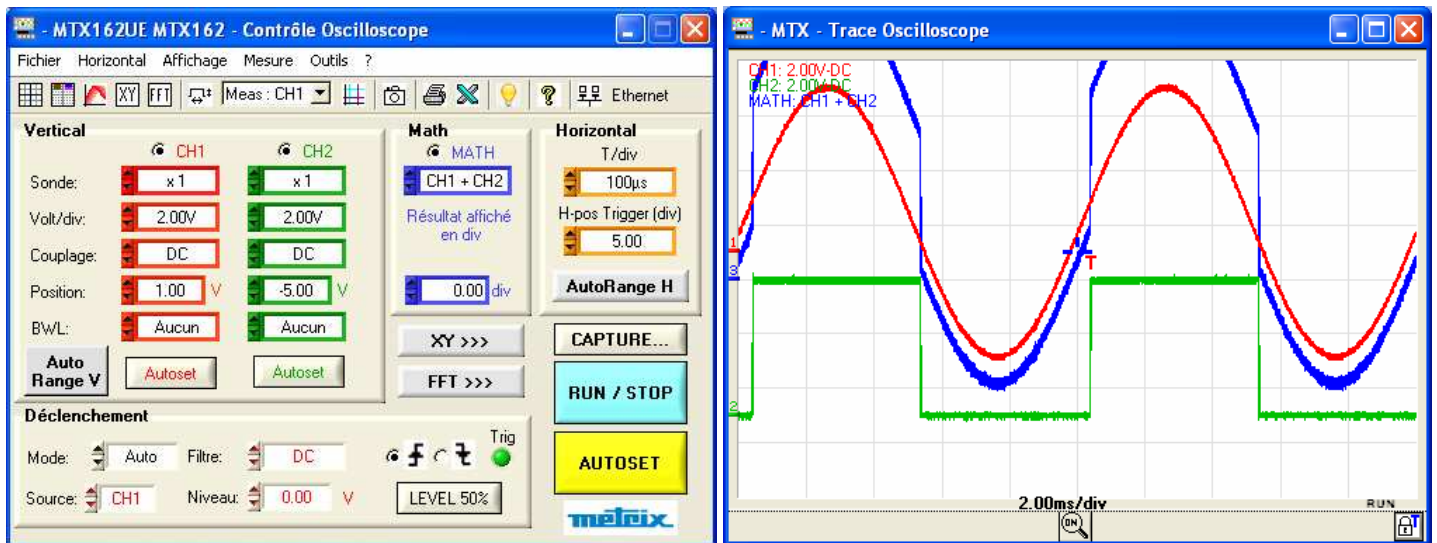 - MTX162UE MTX162 - Contrôle Oscilloscope
Fichier Horizontal Affichage Mesure Outils ?
XY FFT Meas : CH1 ? Ethernet
Vertical
CH1 CH2
Sonde: x 1 x 1
Volt/div: 2.00V 2.00V
Couplage: DC DC
Position: 1.00 V -5.00 V
BWL: Aucun Aucun
Auto
Range V
Autoset Autoset
Math
MATH
CH1 + CH2
Résultat affiché
en div
0.00 div
XY >>>
FFT >>>
Horizontal
T/div
100µs
H-pos Trigger (div)
5.00
AutoRange H
CAPTURE...
RUN / STOP
AUTOSET
metrix
Déclenchement
Mode: Auto Filtre: DC Trig
Source: CH1 Niveau: 0.00 V LEVEL 50%
- MTX - Trace Oscilloscope
CH1: 2.00V-DC
CH2: 2.00V-DC
MATH: CH1 + CH2
1
3
T
2
2.00ms/div RUN
ON T